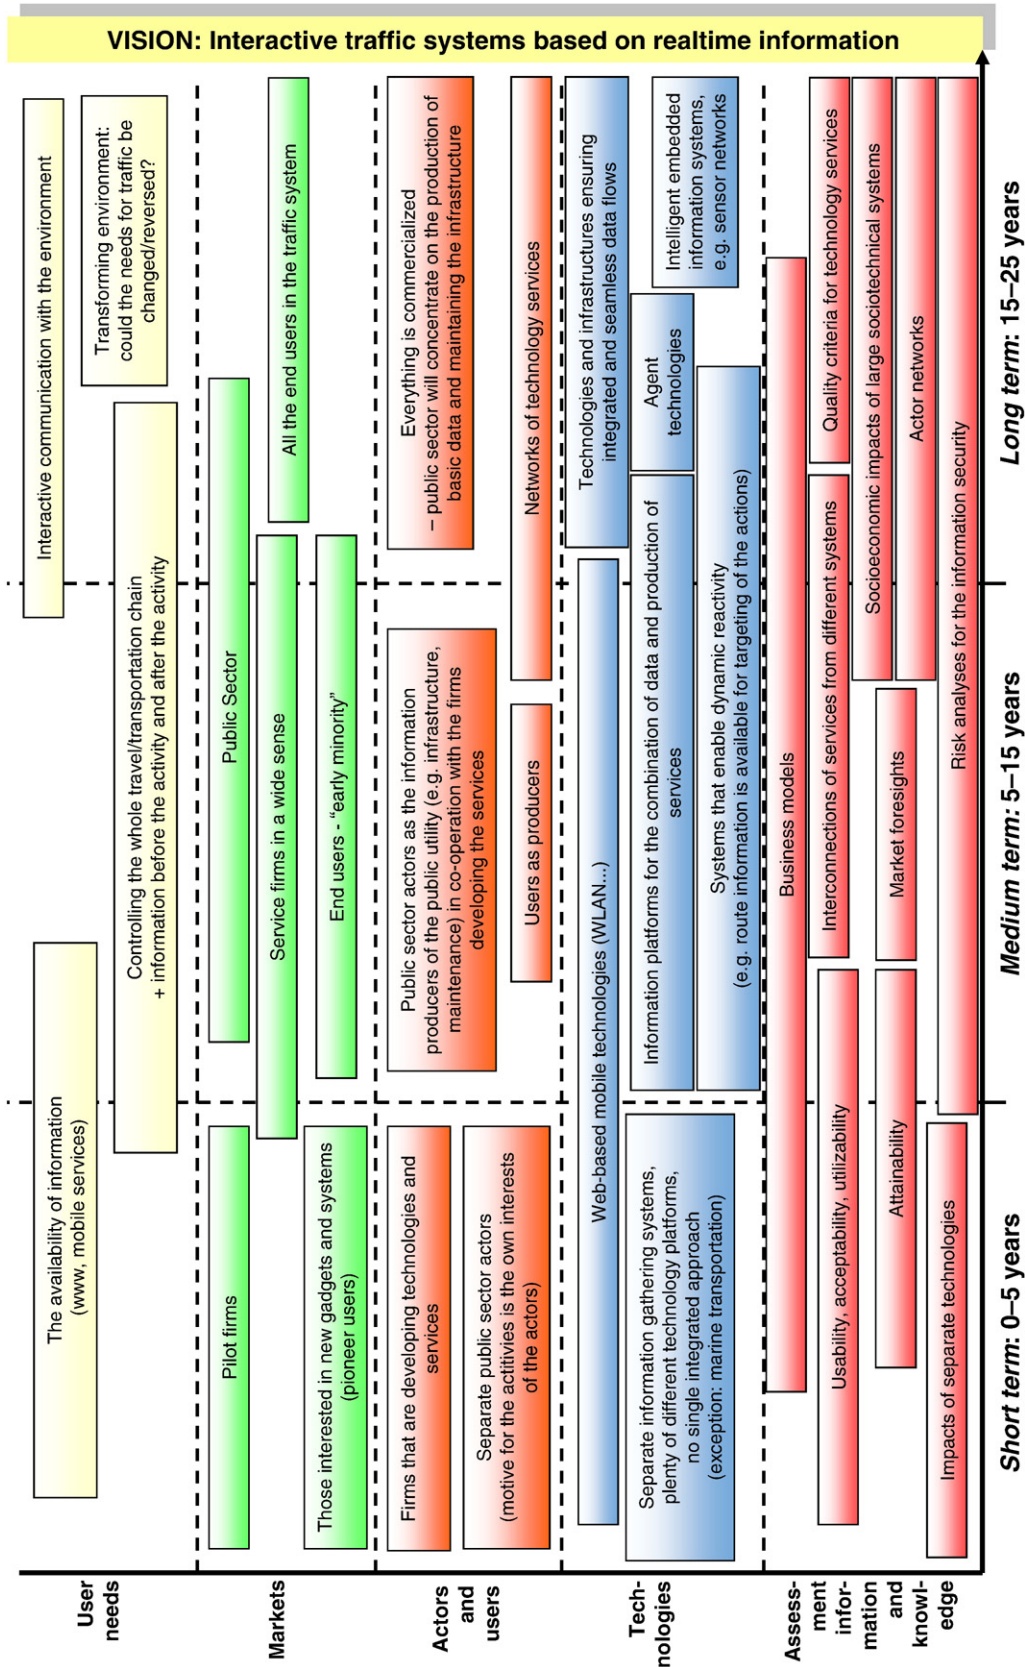 VISION: Interactive traffic systems based on realtime information
User
needs
The availability of information
(www, mobile services)
Interactive communication with the environment
Controlling the whole travel/transportation chain
+ information before the activity and after the activity
Transforming environment:
could the needs for traffic be
changed/reversed?
Markets
Pilot firms
Public Sector
Service firms in a wide sense
All the end users in the traffic system
Those interested in new gadgets and systems
(pioneer users)
End users - “early minority”
Actors
and
users
Firms that are developing technologies and
services
Public sector actors as the information
producers of the public utility (e.g. infrastructure,
maintenance) in co-operation with the firms
developing the services
Everything is commercialized
– public sector will concentrate on the production of
basic data and maintaining the infrastructure
Separate public sector actors
(motive for the activities is the own interests
of the actors)
Users as producers
Networks of technology services
Tech-
nologies
Web-based mobile technologies (WLAN...)
Technologies and infrastructures ensuring
integrated and seamless data flows
Separate information gathering systems,
plenty of different technology platforms,
no single integrated approach
(exception: marine transportation)
Information platforms for the combination of data and production of
services
Agent
technologies
Intelligent embedded
information systems,
e.g. sensor networks
Systems that enable dynamic reactivity
(e.g. route information is available for targeting of the actions)
Assess-
ment
infor-
mation
and
knowl-
edge
Business models
Usability, acceptability, utilizability
Interconnections of services from different systems
Quality criteria for technology services
Attainability
Market foresights
Socioeconomic impacts of large sociotechnical systems
Actor networks
Impacts of separate technologies
Risk analyses for the information security
Short term: 0–5 years
Medium term: 5–15 years
Long term: 15–25 years